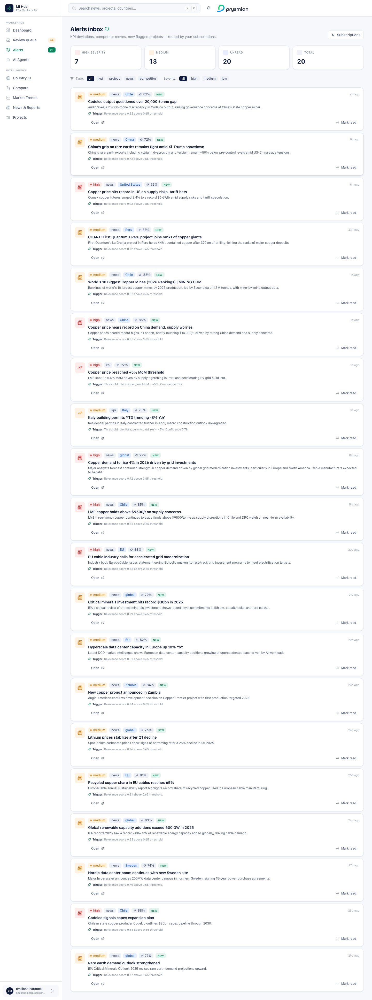 MI Hub
PRYSMIAN × EY
WORKSPACE
Dashboard
Review queue 44
Alerts 20
AI Agents
INTELLIGENCE
Country ID
Compare
Market Trends
News & Reports
Projects
Search news, projects, countries... ⌘ K
prysmian
Alerts inbox
KPI deviations, competitor moves, new flagged projects — routed by your subscriptions.
Subscriptions
HIGH SEVERITY
7
MEDIUM
13
UNREAD
20
TOTAL
20
Type: all kpi project news competitor Severity: all high medium low
medium news Chile 82% NEW 4h ago
Codelco output questioned over 20,000-tonne gap
Audit reveals 20,000-tonne discrepancy in Codelco output, raising governance concerns at Chile's state copper miner.
Trigger: Relevance score 0.82 above 0.65 threshold.
Open Mark read
medium news China 72% NEW 5h ago
China's grip on rare earths remains tight amid Xi-Trump showdown
China's rare earth exports including yttrium, dysprosium and terbium remain ~50% below pre-control levels amid US-China trade tensions.
Trigger: Relevance score 0.72 above 0.65 threshold.
Open Mark read
high news United States 92% NEW 5h ago
Copper price hits record in US on supply risks, tariff bets
Comex copper futures surged 2.4% to a record $6.69/lb amid supply risks and tariff speculation.
Trigger: Relevance score 0.92 above 0.85 threshold.
Open Mark read
medium news Peru 72% NEW 23h ago
CHART: First Quantum's Peru project joins ranks of copper giants
First Quantum's La Granja project in Peru holds 44Mt contained copper after 370km of drilling, joining the ranks of major copper deposits.
Trigger: Relevance score 0.72 above 0.65 threshold.
Open Mark read
medium news Chile 82% NEW 1d ago
World's 10 Biggest Copper Mines (2026 Rankings) | MINING.COM
Rankings of world's 10 largest copper mines by 2025 production, led by Escondida at 1.3M tonnes, with mine-by-mine output data.
Trigger: Relevance score 0.82 above 0.65 threshold.
Open Mark read
high news China 85% NEW 1d ago
Copper price nears record on China demand, supply worries
Copper prices neared record highs in London, briefly touching $14,000/t, driven by strong China demand and supply concerns.
Trigger: Relevance score 0.85 above 0.85 threshold.
Open Mark read
high kpi 92% NEW 1d ago
Copper price breached +5% MoM threshold
LME spot up 5.4% MoM driven by supply tightening in Peru and accelerating EV grid build-out.
Trigger: Threshold rule: copper_lme MoM > +5%. Confidence 0.92.
Open Mark read
medium kpi Italy 78% NEW 3d ago
Italy building permits YTD trending -8% YoY
Residential permits in Italy contracted further in April; macro construction outlook downgraded.
Trigger: Threshold rule: italy_permits_ytd YoY < -5%. Confidence 0.78.
Open Mark read
high news global 92% NEW 18d ago
Copper demand to rise 4% in 2026 driven by grid investments
Major analysts forecast continued strength in copper demand driven by global grid modernization investments, particularly in Europe and North America. Cable manufacturers expected
to benefit.
Trigger: Relevance score 0.92 above 0.85 threshold.
Open Mark read
high news Chile 85% NEW 19d ago
LME copper holds above $9500/t on supply concerns
LME three-month copper continues to trade firmly above $9500/tonne as supply disruptions in Chile and DRC weigh on near-term availability.
Trigger: Relevance score 0.85 above 0.85 threshold.
Open Mark read
high news EU 88% NEW 20d ago
EU cable industry calls for accelerated grid modernization
Industry body EuropaCable issues statement urging EU policymakers to fast-track grid investment programs to meet electrification targets.
Trigger: Relevance score 0.88 above 0.85 threshold.
Open Mark read
medium news global 79% NEW 21d ago
Critical minerals investment hits record $30bn in 2025
IEA's annual review of critical minerals investment shows record-level commitments in lithium, cobalt, nickel and rare earths.
Trigger: Relevance score 0.79 above 0.65 threshold.
Open Mark read
medium news EU 82% NEW 22d ago
Hyperscale data center capacity in Europe up 18% YoY
Latest DCD market intelligence shows European data center capacity additions growing at unprecedented pace driven by AI workloads.
Trigger: Relevance score 0.82 above 0.65 threshold.
Open Mark read
medium news Zambia 84% NEW 23d ago
New copper project announced in Zambia
Anglo American confirms development decision on Copper Frontier project with first production targeted 2028.
Trigger: Relevance score 0.84 above 0.65 threshold.
Open Mark read
medium news global 76% NEW 24d ago
Lithium prices stabilize after Q1 decline
Spot lithium carbonate prices show signs of bottoming after a 25% decline in Q1 2026.
Trigger: Relevance score 0.76 above 0.65 threshold.
Open Mark read
medium news EU 81% NEW 25d ago
Recycled copper share in EU cables reaches 65%
EuropaCable annual sustainability report highlights record share of recycled copper used in European cable manufacturing.
Trigger: Relevance score 0.81 above 0.65 threshold.
Open Mark read
medium news global 83% NEW 26d ago
Global renewable capacity additions exceed 600 GW in 2025
IEA reports 2025 saw a record 600+ GW of renewable energy capacity added globally, driving cable demand.
Trigger: Relevance score 0.83 above 0.65 threshold.
Open Mark read
medium news Sweden 74% NEW 27d ago
Nordic data center boom continues with new Sweden site
Major hyperscaler announces 200MW data center campus in northern Sweden, signing 15-year power purchase agreements.
Trigger: Relevance score 0.74 above 0.65 threshold.
Open Mark read
high news Chile 88% NEW 28d ago
Codelco signals capex expansion plan
Chilean state copper producer Codelco outlines $20bn capex pipeline through 2030.
Trigger: Relevance score 0.88 above 0.85 threshold.
Open Mark read
medium news global 77% NEW 29d ago
Rare earth demand outlook strengthened
IEA Critical Minerals Outlook 2025 revises rare earth demand projections upward.
Trigger: Relevance score 0.77 above 0.65 threshold.
Open Mark read
EM emiliano.narducci
emiliano.narducci@pr...